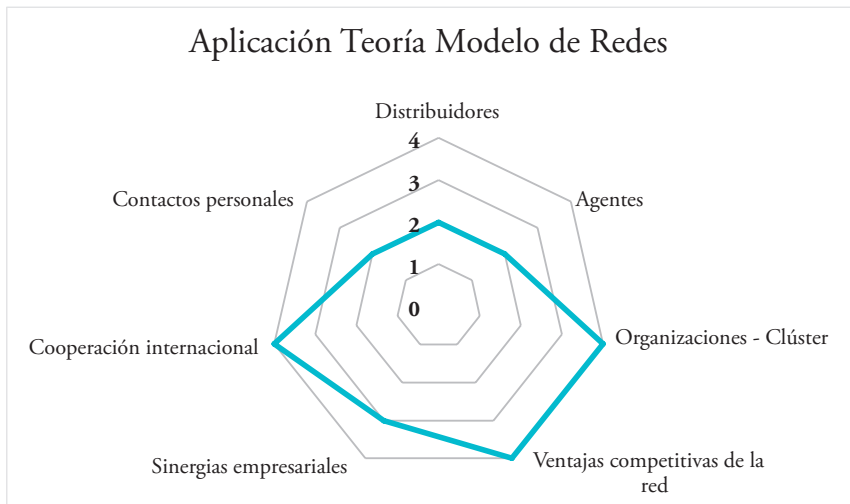 Aplicación Teoría Modelo de Redes
Distribuidores
4
3
2
1
0
Contactos personales
Agentes
Cooperación internacional
Organizaciones - Clúster
Sinergias empresariales
Ventajas competitivas de la
red